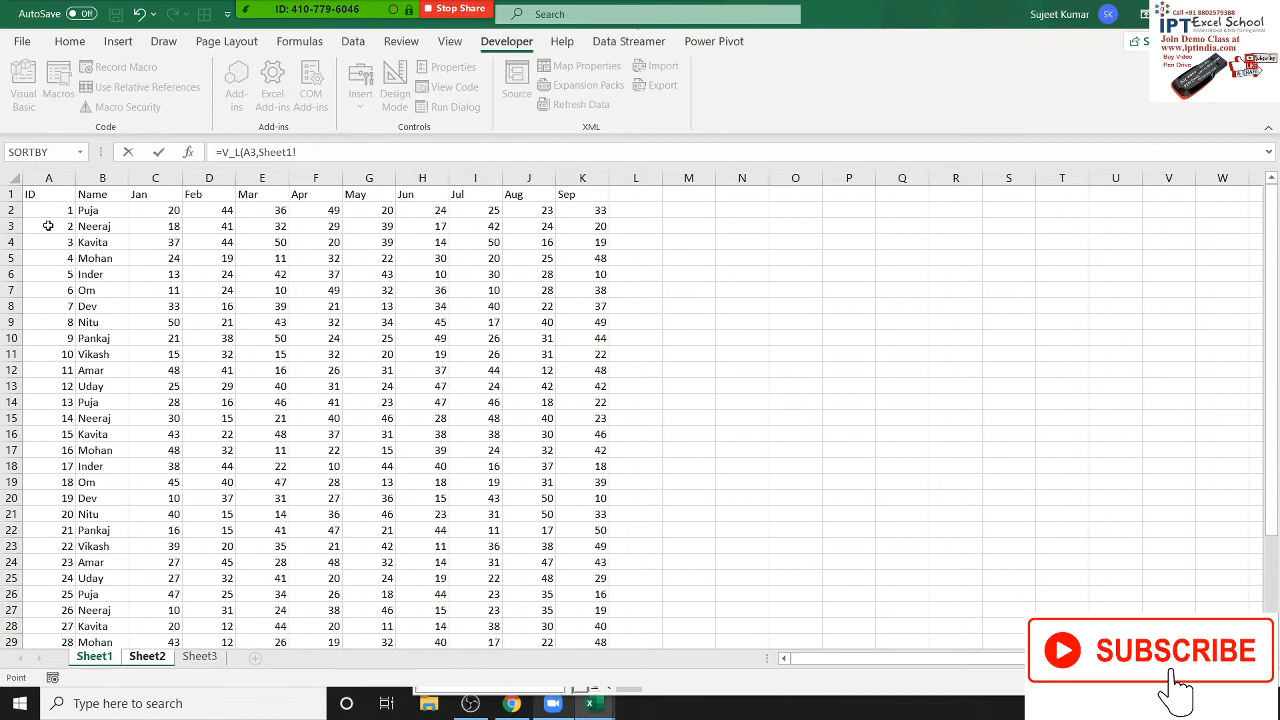 AutoSave Off
ID: 410-779-6046
Stop Share
Search
Sujeet Kumar
SK
Call +91 8802579388
IPT Excel School
Advanced Excel & Vba Training School
Join Demo Class at
www.iptindia.com
Buy Video
Pen Drive
File Home Insert Draw Page Layout Formulas Data Review View Developer Help Data Streamer Power Pivot
Visual Basic
Macros
Record Macro
Use Relative References
Macro Security
Code
Add-ins
Excel Add-ins
COM Add-ins
Add-ins
Insert
Design Mode
Properties
View Code
Run Dialog
Controls
Source
Map Properties
Expansion Packs
Refresh Data
Import
Export
XML
SORTBY
fx
=V_L(A3,Sheet1!
A B C D E F G H I J K L M N O P Q R S T U V W
1 ID Name Jan Feb Mar Apr May Jun Jul Aug Sep
2 1 Puja 20 44 36 49 20 24 25 23 33
3 2 Neeraj 18 41 32 29 39 17 42 24 20
4 3 Kavita 37 44 50 20 39 14 50 16 19
5 4 Mohan 24 19 11 32 22 30 20 25 48
6 5 Inder 13 24 42 37 43 10 30 28 10
7 6 Om 11 24 10 49 32 36 10 28 38
8 7 Dev 33 16 39 21 13 34 40 22 37
9 8 Nitu 50 21 43 32 34 45 17 40 49
10 9 Pankaj 21 38 50 24 25 49 26 31 44
11 10 Vikash 15 32 15 32 20 19 26 31 22
12 11 Amar 48 41 16 26 31 37 44 12 48
13 12 Uday 25 29 40 31 24 47 24 42 42
14 13 Puja 28 16 46 41 23 47 46 18 22
15 14 Neeraj 30 15 21 40 46 28 48 40 23
16 15 Kavita 43 22 48 37 31 38 38 30 46
17 16 Mohan 48 32 11 22 15 39 24 32 42
18 17 Inder 38 44 22 10 44 40 16 37 18
19 18 Om 45 40 47 28 13 18 19 31 39
20 19 Dev 10 37 31 27 36 15 43 50 10
21 20 Nitu 40 15 14 36 46 23 31 50 33
22 21 Pankaj 16 15 41 47 21 44 11 17 50
23 22 Vikash 39 20 35 21 42 11 36 38 49
24 23 Amar 27 45 28 48 32 14 31 47 43
25 24 Uday 27 32 41 20 24 19 22 48 29
26 25 Puja 47 25 34 26 18 44 23 35 16
27 26 Neeraj 10 31 24 38 46 15 23 35 19
28 27 Kavita 20 12 44 20 11 14 38 30 40
29 28 Mohan 43 12 26 19 32 40 17 22 48
SUBSCRIBE
Sheet1 Sheet2 Sheet3
Point
Type here to search